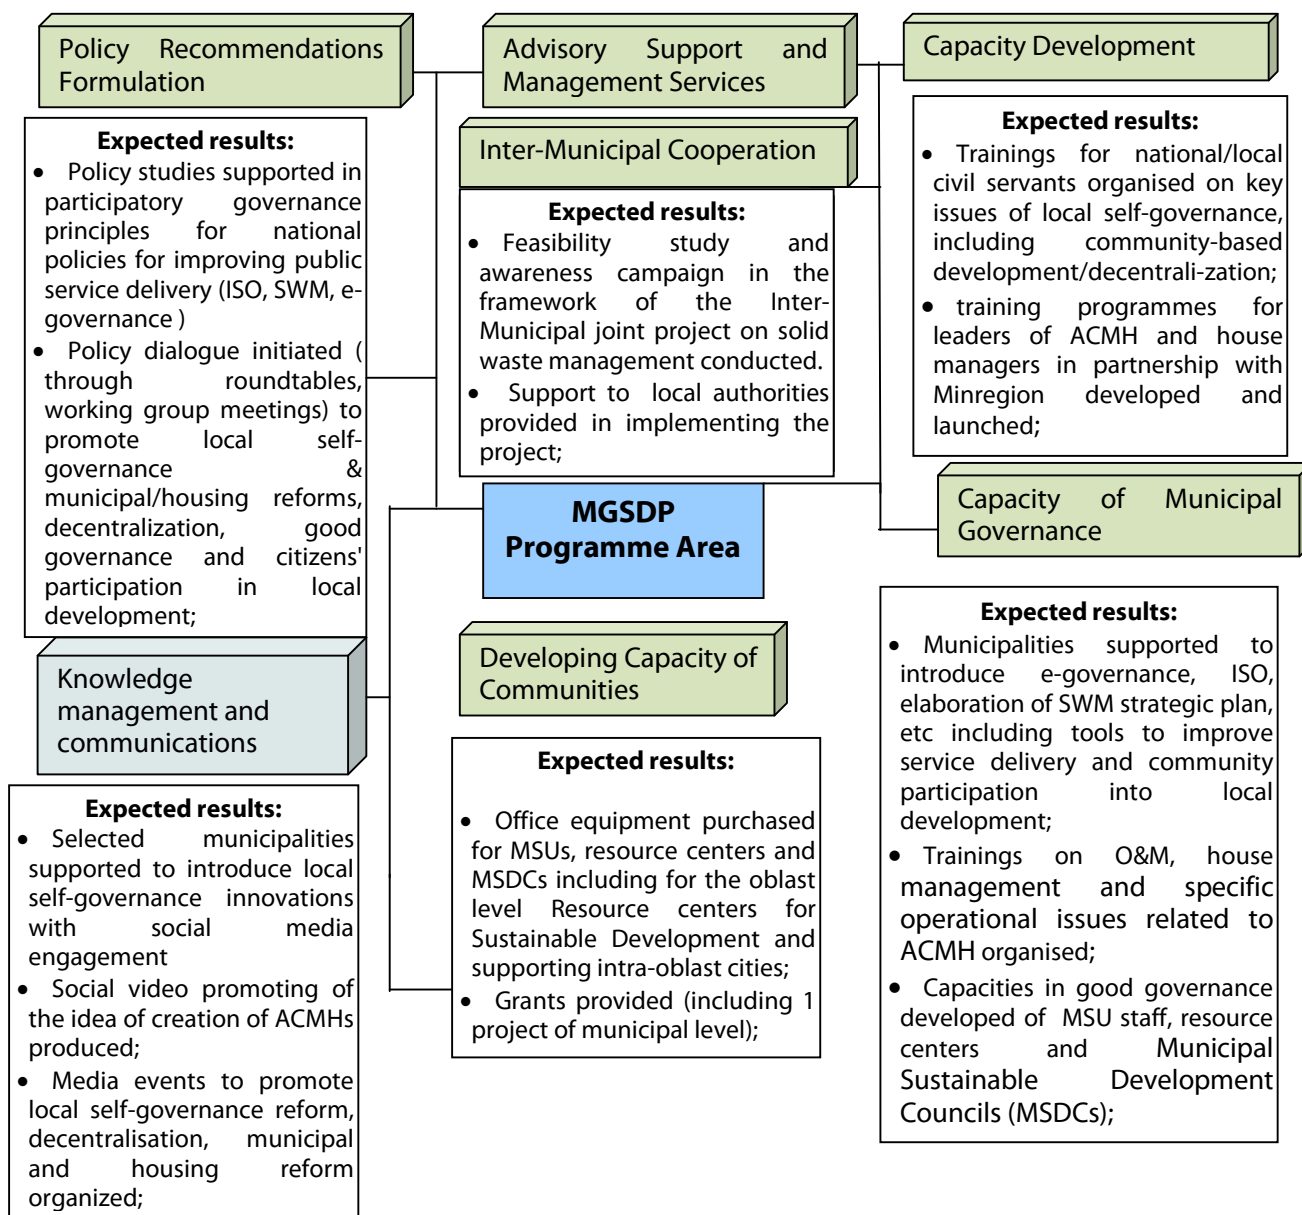 Policy Recommendations
Formulation
Expected results:
• Policy studies supported in
participatory governance
principles for national
policies for improving public
service delivery (ISO, SWM, e-
governance )
• Policy dialogue initiated (
through roundtables,
working group meetings) to
promote local self-
governance &
municipal/housing reforms,
decentralization, good
governance and citizens'
participation in local
development;
Knowledge
management and
communications
Expected results:
• Selected municipalities
supported to introduce local
self-governance innovations
with social media
engagement
• Social video promoting of
the idea of creation of ACMHs
produced;
• Media events to promote
local self-governance reform,
decentralisation, municipal
and housing reform
organized;
Advisory Support and
Management Services
Inter-Municipal Cooperation
Expected results:
• Feasibility study and
awareness campaign in the
framework of the Inter-
Municipal joint project on solid
waste management conducted.
• Support to local authorities
provided in implementing the
project;
MGSDP
Programme Area
Developing Capacity of
Communities
Expected results:
• Office equipment purchased
for MSUs, resource centers and
MSDCs including for the oblast
level Resource centers for
Sustainable Development and
supporting intra-oblast cities;
• Grants provided (including 1
project of municipal level);
Capacity Development
Expected results:
• Trainings for national/local
civil servants organised on key
issues of local self-governance,
including community-based
development/decentrali-zation;
• training programmes for
leaders of ACMH and house
managers in partnership with
Minregion developed and
launched;
Capacity of Municipal
Governance
Expected results:
• Municipalities supported to
introduce e-governance, ISO,
elaboration of SWM strategic plan,
etc including tools to improve
service delivery and community
participation into local
development;
• Trainings on O&M, house
management and specific
operational issues related to
ACMH organised;
• Capacities in good governance
developed of MSU staff, resource
centers and Municipal
Sustainable Development
Councils (MSDCs);